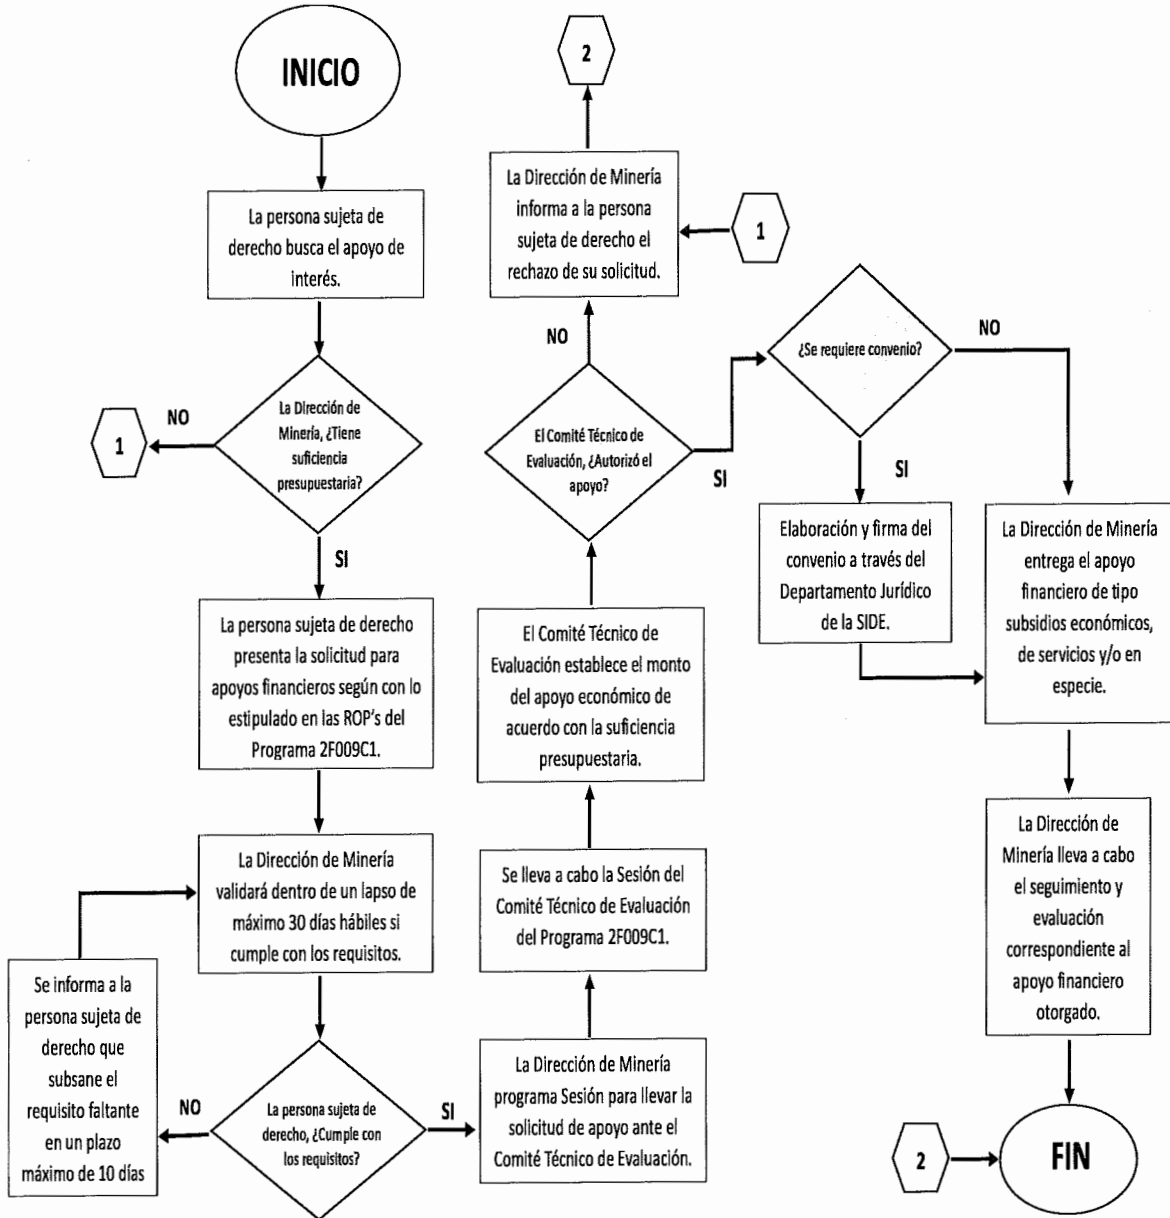 INICIO
La persona sujeta de
derecho busca el apoyo de
interés.
La Dirección de
Minería, ¿Tiene
suficiencia
presupuestaria?
NO
1
SI
La persona sujeta de derecho
presenta la solicitud para
apoyos financieros según con lo
estipulado en las ROP's del
Programa 2F009C1.
La Dirección de Minería
validará dentro de un lapso de
máximo 30 días hábiles si
cumple con los requisitos.
La persona sujeta de
derecho, ¿Cumple con
los requisitos?
NO
Se informa a la
persona sujeta de
derecho que
subsane el
requisito faltante
en un plazo
máximo de 10 días
SI
La Dirección de Minería
programa Sesión para llevar la
solicitud de apoyo ante el
Comité Técnico de Evaluación.
Se lleva a cabo la Sesión del
Comité Técnico de Evaluación
del Programa 2F009C1.
El Comité Técnico de
Evaluación establece el monto
del apoyo económico de
acuerdo con la suficiencia
presupuestaria.
El Comité Técnico de
Evaluación, ¿Autorizó el
apoyo?
NO
La Dirección de Minería
informa a la persona
sujeta de derecho el
rechazo de su solicitud.
1
2
SI
¿Se requiere convenio?
SI
Elaboración y firma del
convenio a través del
Departamento Jurídico
de la SIDE.
NO
La Dirección de Minería
entrega el apoyo
financiero de tipo
subsidios económicos,
de servicios y/o en
especie.
La Dirección de
Minería lleva a cabo
el seguimiento y
evaluación
correspondiente al
apoyo financiero
otorgado.
2
FIN